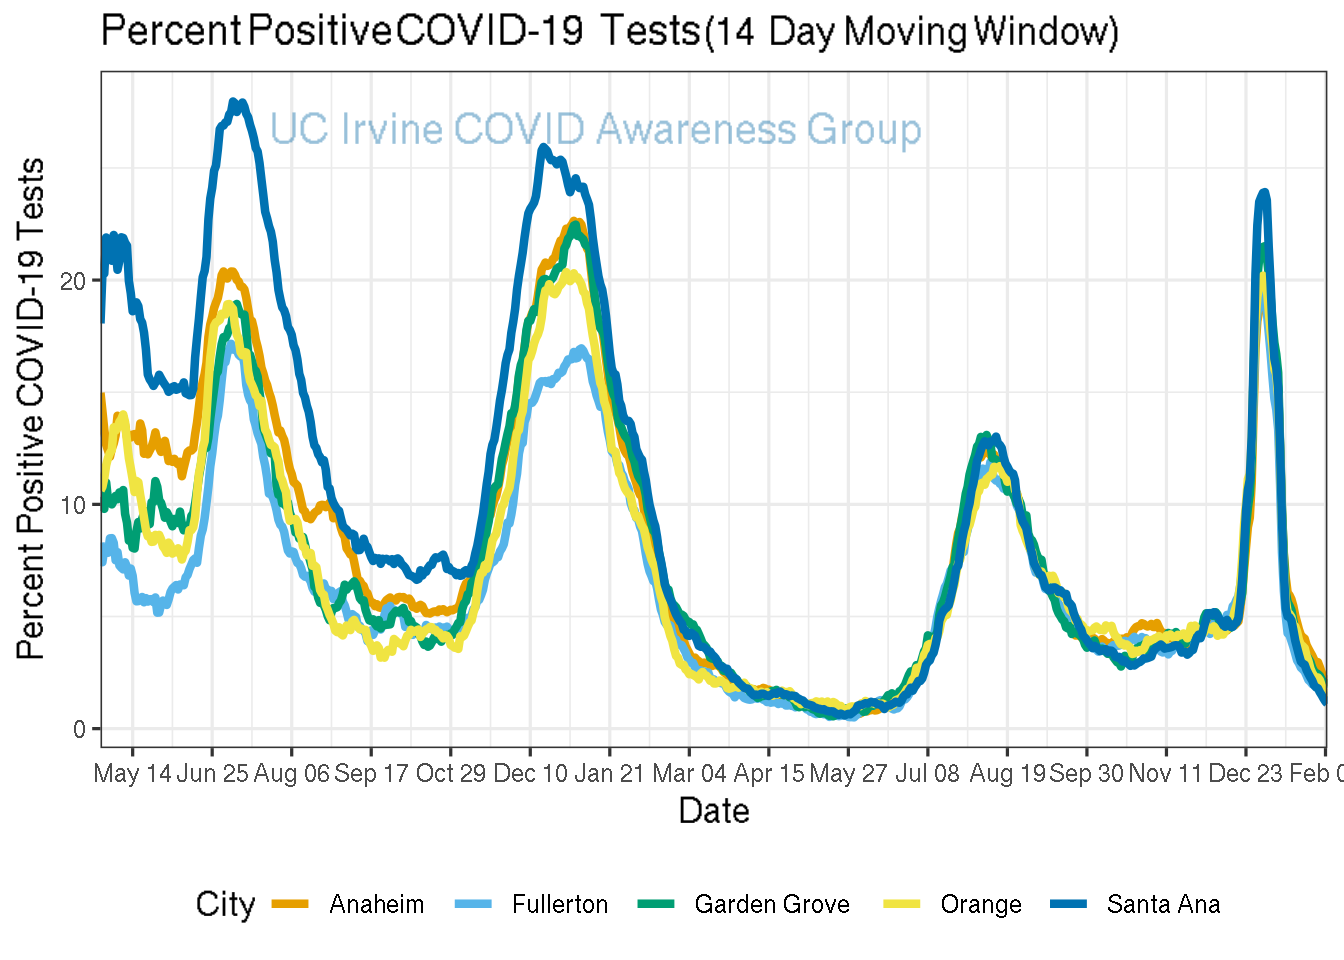 Percent Positive COVID-19 Tests (14 Day Moving Window)
UC Irvine COVID Awareness Group
Percent Positive COVID-19 Tests
20
10
0
May 14 Jun 25 Aug 06 Sep 17 Oct 29 Dec 10 Jan 21 Mar 04 Apr 15 May 27 Jul 08 Aug 19 Sep 30 Nov 11 Dec 23 Feb
Date
City Anaheim Fullerton Garden Grove Orange Santa Ana